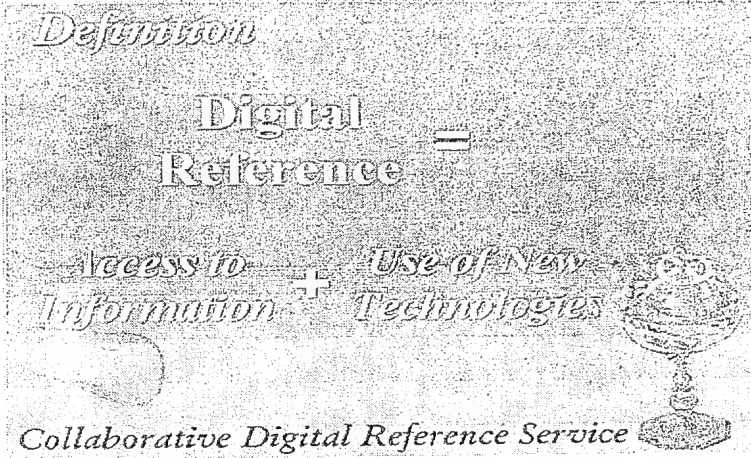 Definition
Digital
Reference =
Access to
Information + Use of New
Technologies
Collaborative Digital Reference Service